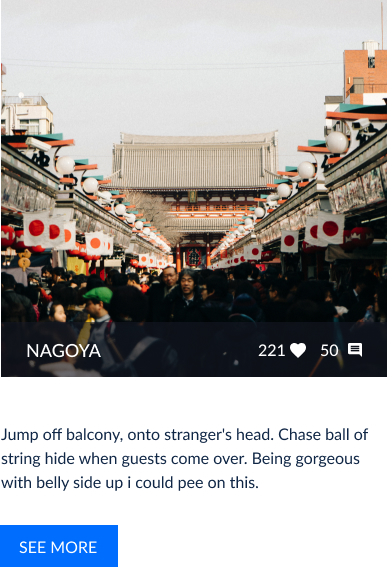 NAGOYA
221 50
Jump off balcony, onto stranger's head. Chase ball of
string hide when guests come over. Being gorgeous
with belly side up i could pee on this.
SEE MORE